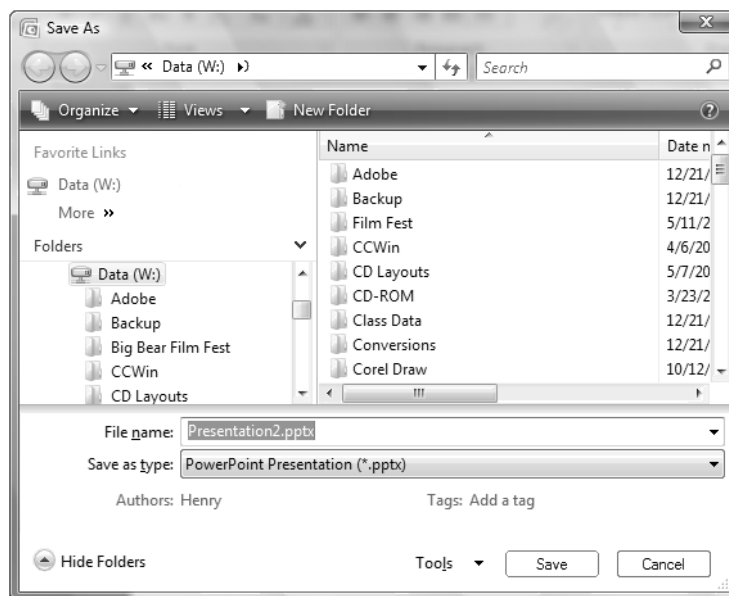 Save As
« Data (W:)
Search
Organize Views New Folder
Favorite Links
Data (W:)
More »
Folders
Data (W:)
Adobe
Backup
Big Bear Film Fest
CCWin
CD Layouts
Name Date n
Adobe 12/21/
Backup 12/21/
Film Fest 5/11/2
CCWin 4/6/20
CD Layouts 5/7/20
CD-ROM 3/23/2
Class Data 12/21/
Conversions 12/21/
Corel Draw 10/12/
File name: Presentation2.pptx
Save as type: PowerPoint Presentation (*.pptx)
Authors: Henry Tags: Add a tag
Hide Folders Tools Save Cancel